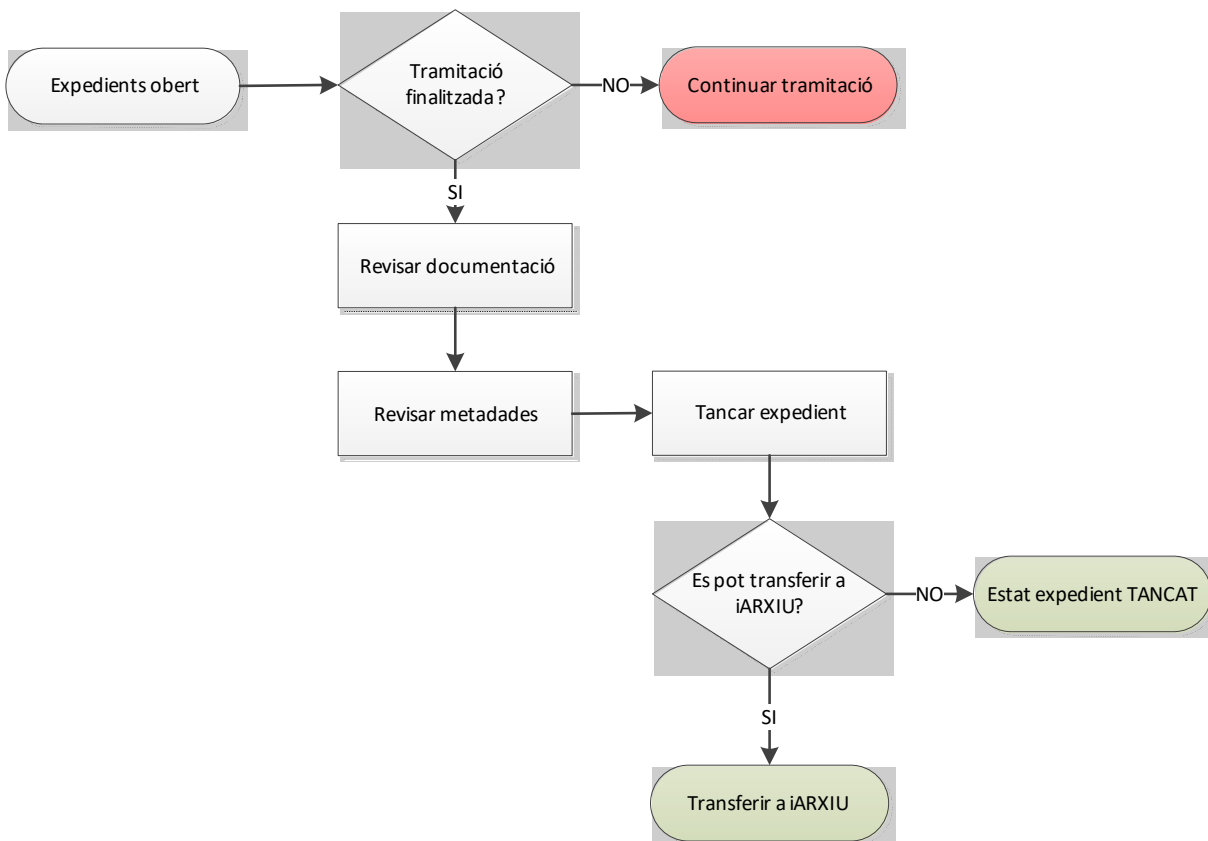 Expedients obert
Tramitació
finalitzada?
NO
Continuar tramitació
SI
Revisar documentació
Revisar metadades
Tancar expedient
Es pot transferir a
iARXIU?
NO
Estat expedient TANCAT
SI
Transferir a iARXIU